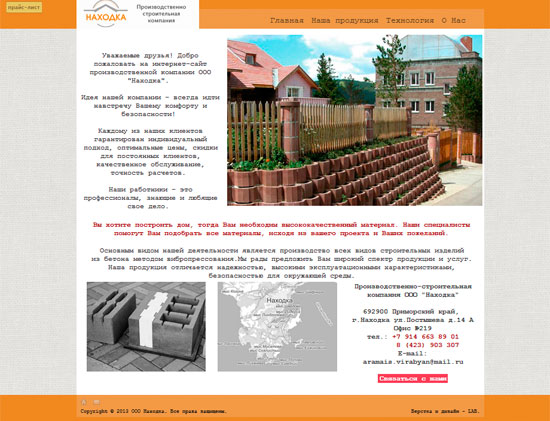 прайс-лист
НАХОДКА
Производственно
строительная
компания
Главная Наша продукция Технология О Нас
Уважаемые друзья! Добро
пожаловать на интернет-сайт
производственной компании ООО
"Находка".
Идея нашей компании - всегда идти
навстречу Вашему комфорту и
безопасности!
Каждому из наших клиентов
гарантирован индивидуальный
подход, оптимальные цены, скидки
для постоянных клиентов,
качественное обслуживание,
точность расчетов.
Наши работники - это
профессионалы, знающие и любящие
свое дело.
Вы хотите построить дом, тогда Вам необходим высококачественный материал. Наши специалисты
помогут Вам подобрать все материалы, исходя из вашего проекта и Ваших пожеланий.
Основным видом нашей деятельности является производство всех видов строительных изделий
из бетона методом вибропрессования.Мы рады предложить Вам широкий спектр продукции и услуг.
Наша продукция отличается надежностью, высокими эксплуатационными характеристиками,
безопасностью для окружающей среды.
Находка
Производственно-строительная
компания ООО "Находка"
692900 Приморский край,
г.Находка ул.Постышева д.14 А
Офис №219
тел.: +7 914 663 89 01
8 (423) 903 307
E-mail:
aramais.virabyan@mail.ru
Связаться с нами
Copyright © 2013 ООО Находка. Все права защищены.
Верстка и дизайн - LAS.